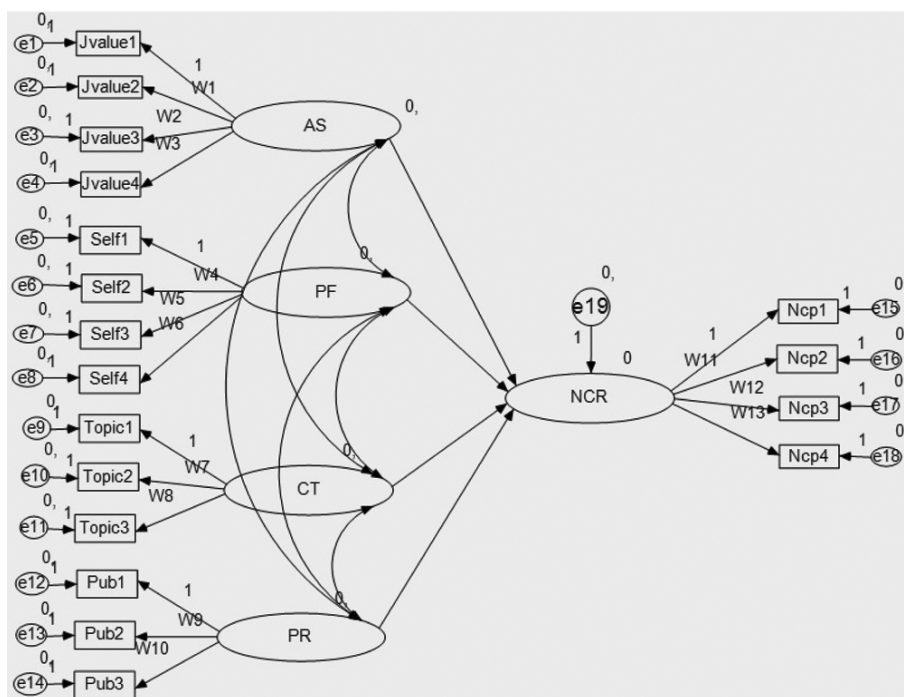 0,
1
e1
Jvalue1
1
W1
0,
1
e2
Jvalue2
W2
0,
1
e3
Jvalue3
W3
0,
1
e4
Jvalue4
AS
0,
0,
1
e5
Self1
1
W4
0,
1
e6
Self2
W5
0,
1
e7
Self3
W6
0,
1
e8
Self4
PF
0,
0,
1
e9
Topic1
1
W7
0,
1
e10
Topic2
W8
0,
1
e11
Topic3
CT
0,
0,
1
e12
Pub1
1
W9
0,
1
e13
Pub2
W10
0,
1
e14
Pub3
PR
0,
0,
e19
1
0
NCR
1
W11
Ncp1
1
0
e15
W12
Ncp2
1
0
e16
W13
Ncp3
1
0
e17
Ncp4
1
0
e18